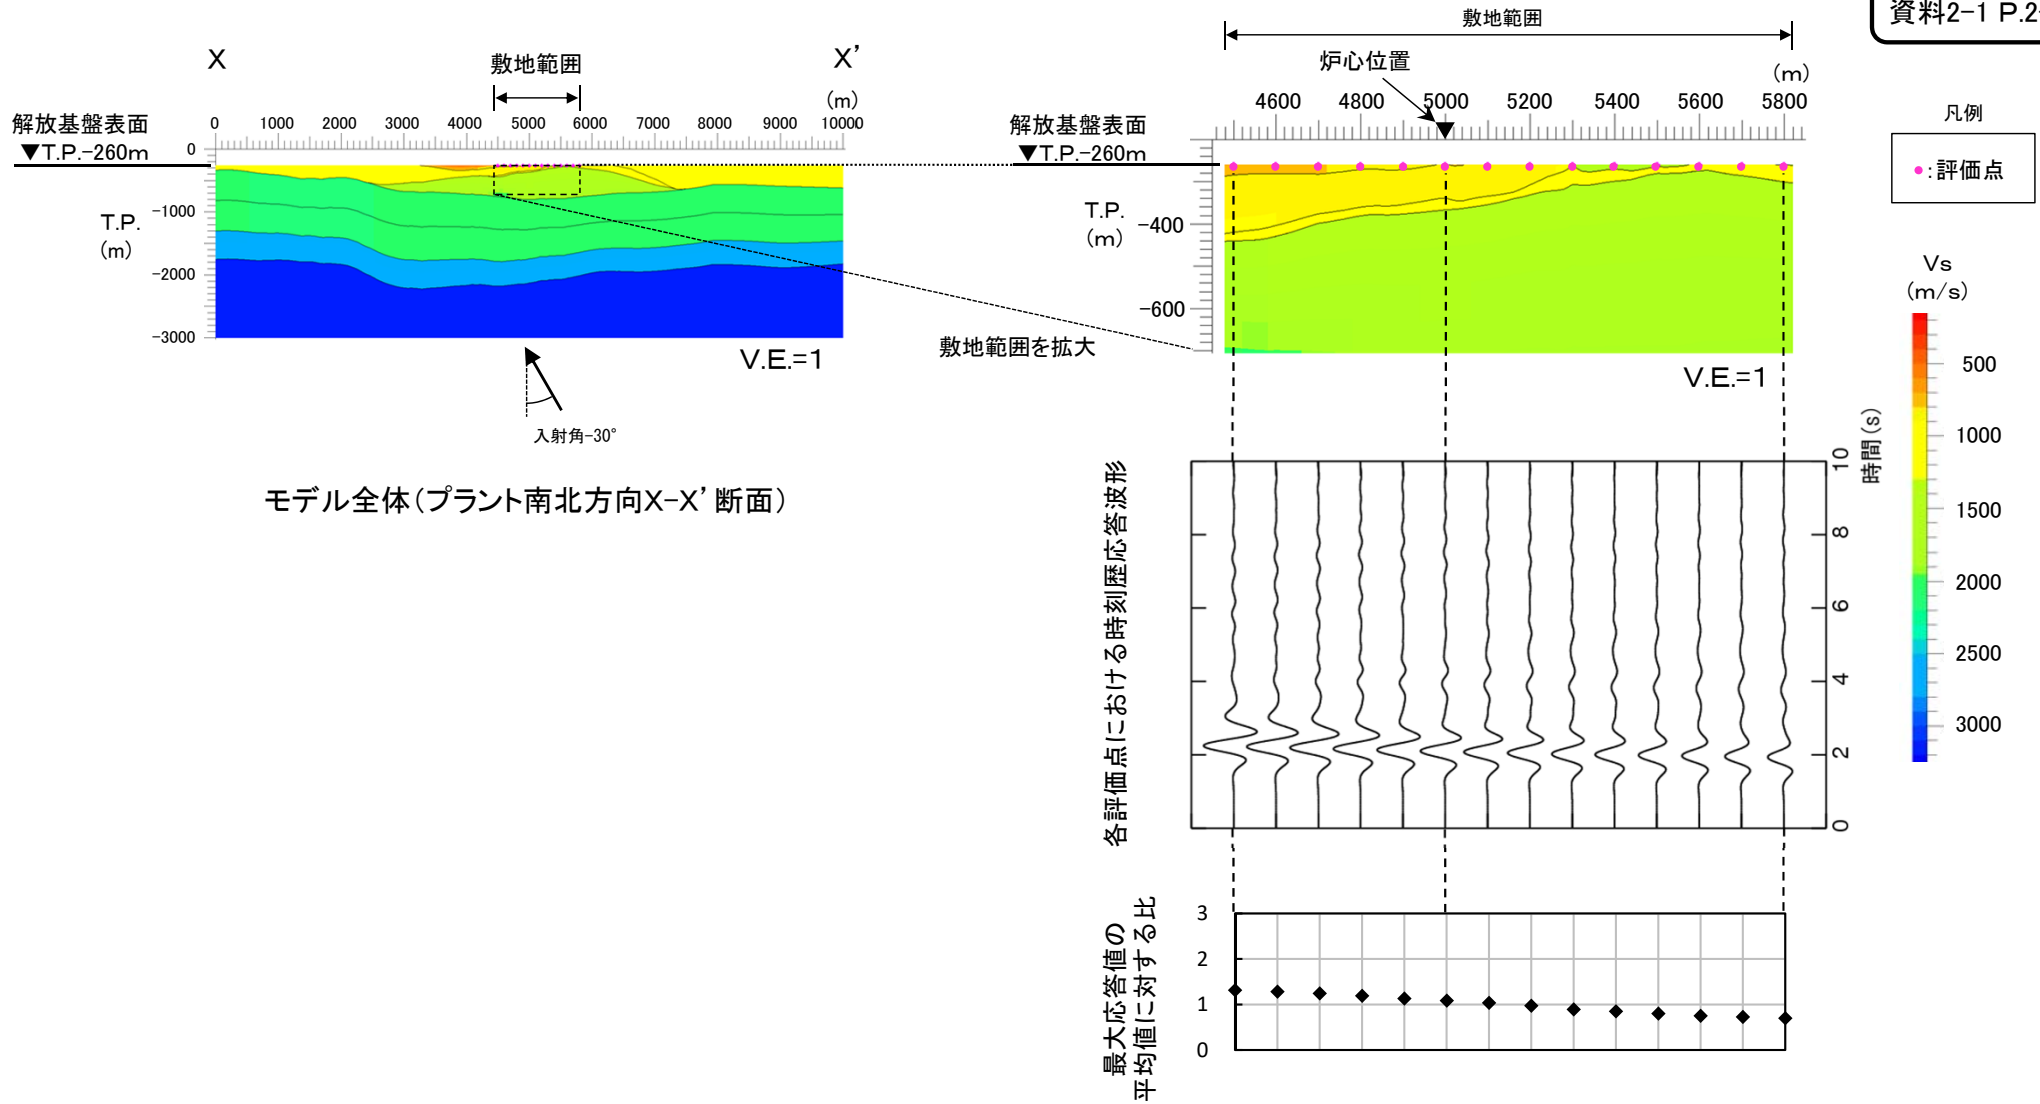 資料2-1 P.2
X
X’
敷地範囲
(m)
解放基盤表面
▼T.P.-260m
0 1000 2000 3000 4000 5000 6000 7000 8000 9000 10000
0
-1000
-2000
-3000
T.P.
(m)
V.E.=1
入射角-30°
モデル全体(プラント南北方向X-X’断面)
敷地範囲
炉心位置
(m)
4600 4800 5000 5200 5400 5600 5800
解放基盤表面
▼T.P.-260m
T.P.
(m)
-400
-600
敷地範囲を拡大
V.E.=1
凡例
●:評価点
Vs
(m/s)
500
1000
1500
2000
2500
3000
各評価点における時刻歴応答波形
時間(s)
10
8
6
4
2
0
最大応答値の
平均値に対する比
3
2
1
0